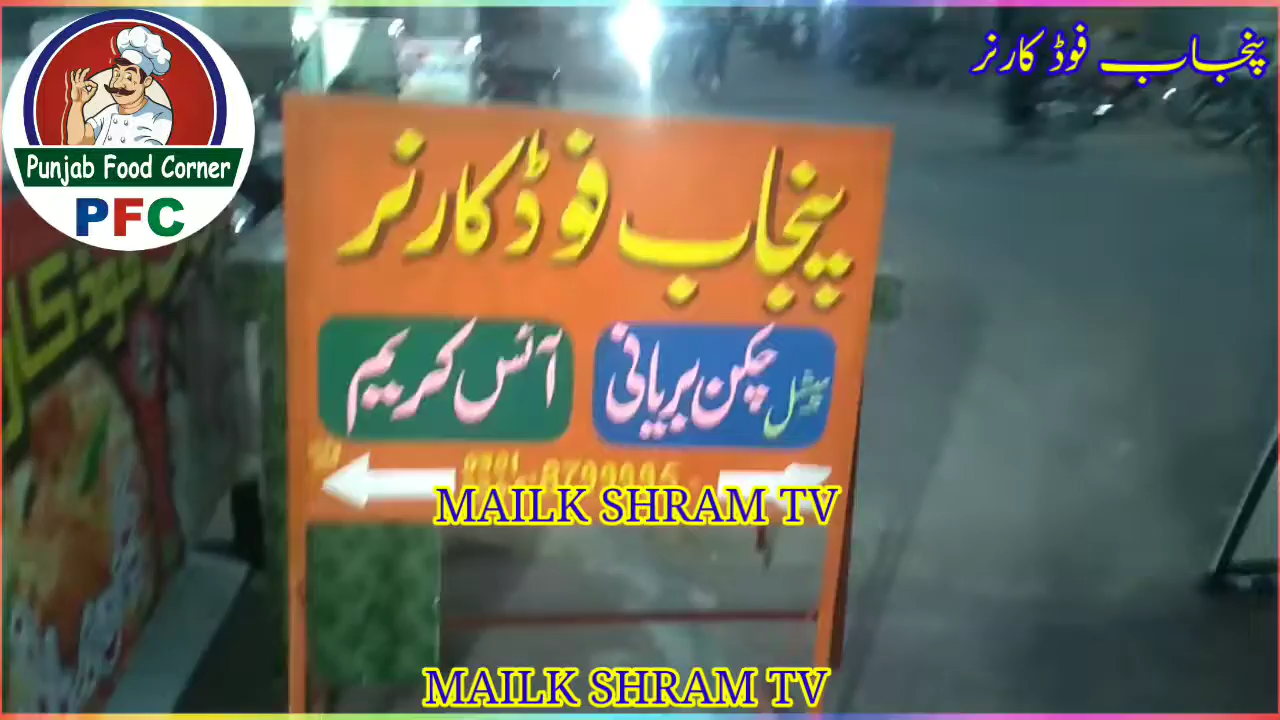 Punjab Food Corner
PFC
پنجاب فوڈ کارنر
پنجاب فوڈ کارنر
سپیشل چکن بریانی
آئس کریم
MAILK SHRAM TV
MAILK SHRAM TV